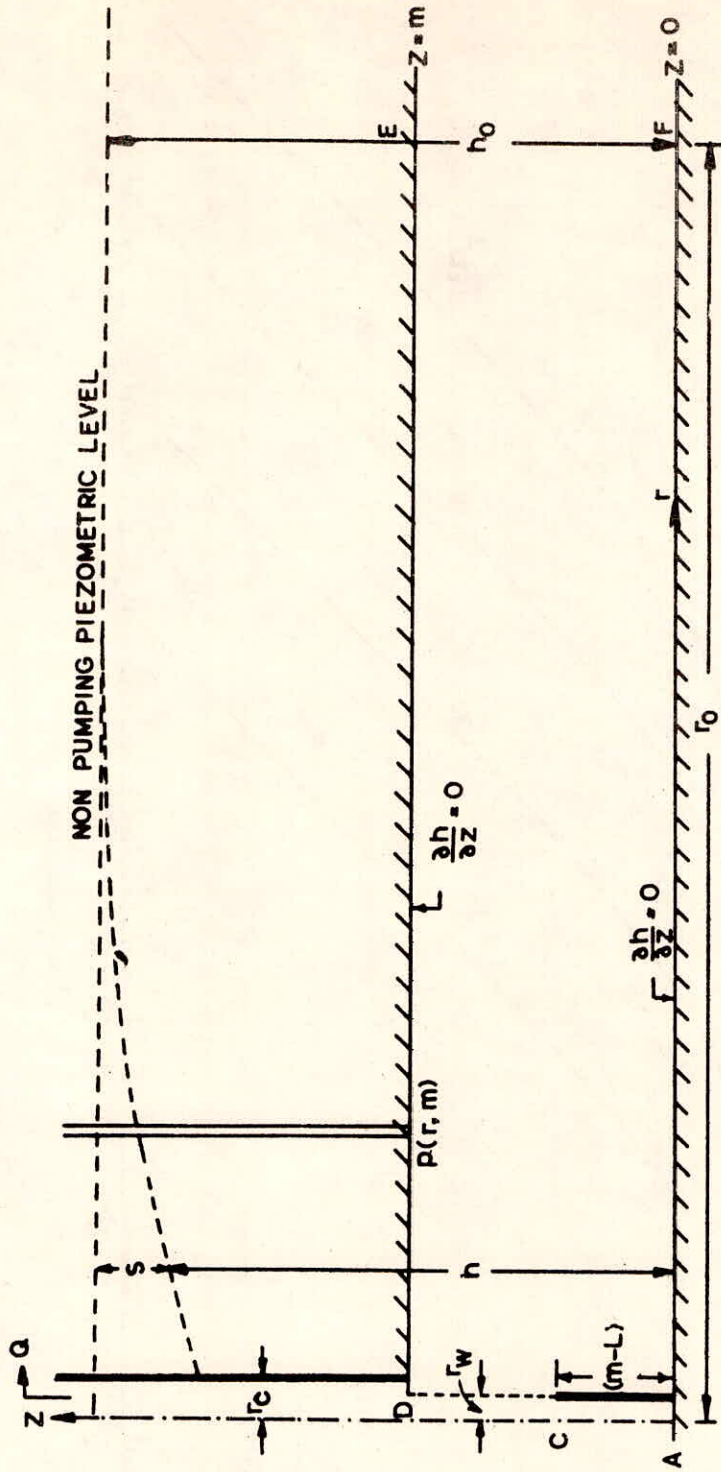 Z
Q
NON PUMPING PIEZOMETRIC LEVEL
S
h₀
r_c
P(r,m)
∂h/∂z = 0
E
Z=m
D
r_w
h
C
(m-L)
∂h/∂z = 0
r
A
F
Z=0
r₀